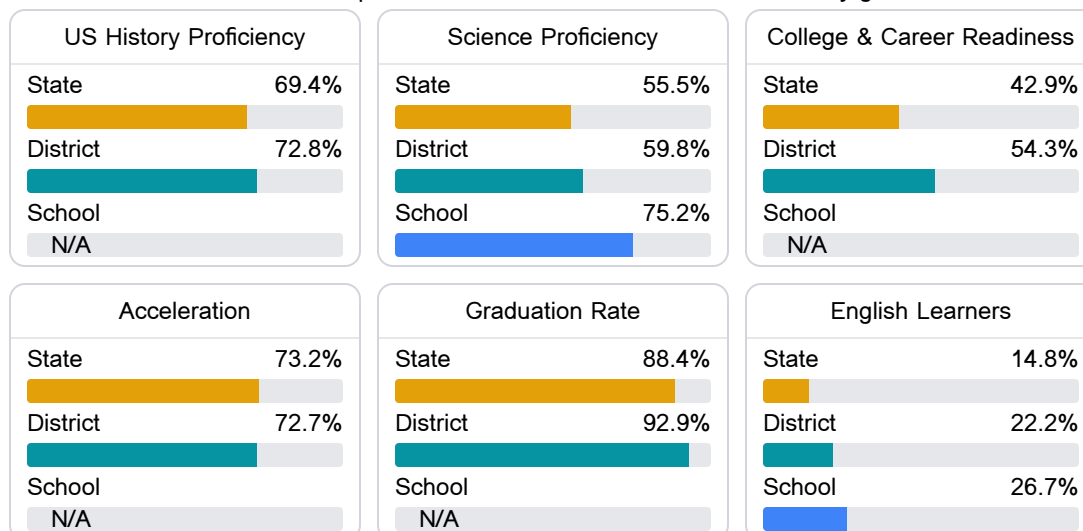 US History Proficiency
State 69.4%
District 72.8%
School
N/A
Science Proficiency
State 55.5%
District 59.8%
School 75.2%
College & Career Readiness
State 42.9%
District 54.3%
School
N/A
Acceleration
State 73.2%
District 72.7%
School
N/A
Graduation Rate
State 88.4%
District 92.9%
School
N/A
English Learners
State 14.8%
District 22.2%
School 26.7%